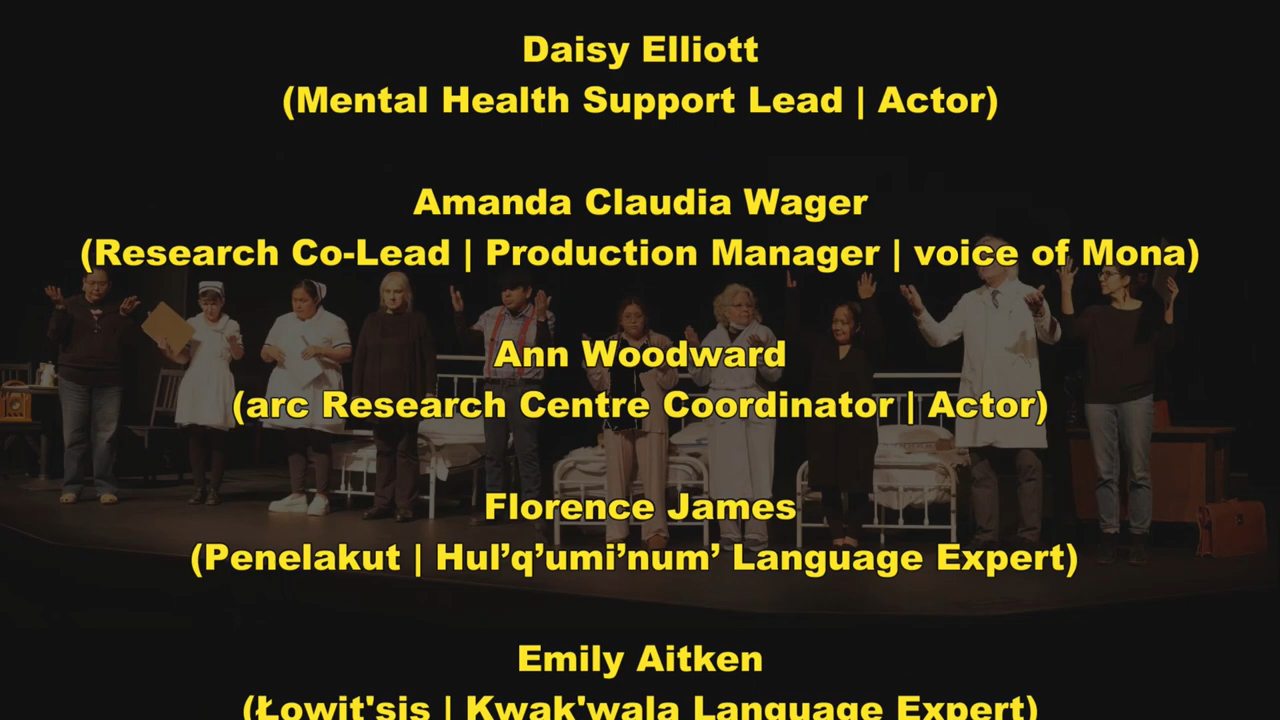 Daisy Elliott
(Mental Health Support Lead | Actor)
Amanda Claudia Wager
(Research Co-Lead | Production Manager | voice of Mona)
Ann Woodward
(arc Research Centre Coordinator | Actor)
Florence James
(Penelakut | Hul’q’umi’num’ Language Expert)
Emily Aitken
(Łowit'sis | Kwak'wala Language Expert)